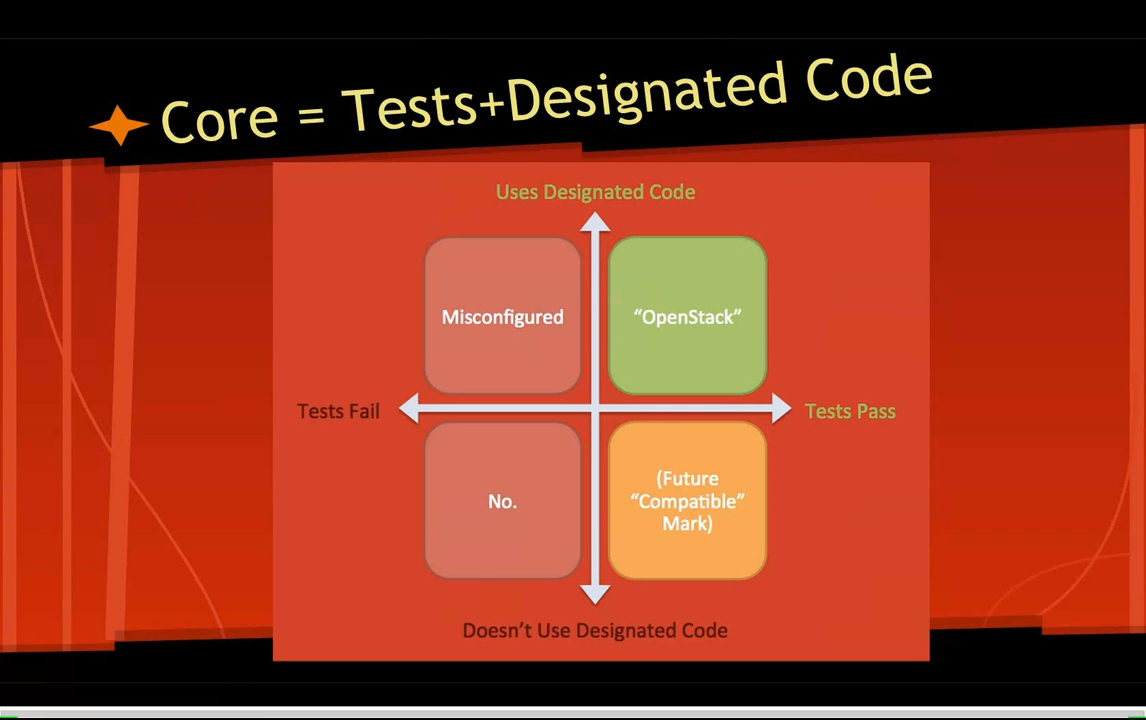 Core = Tests+Designated Code
Uses Designated Code
Misconfigured
“OpenStack”
Tests Fail
Tests Pass
No.
(Future
“Compatible”
Mark)
Doesn’t Use Designated Code